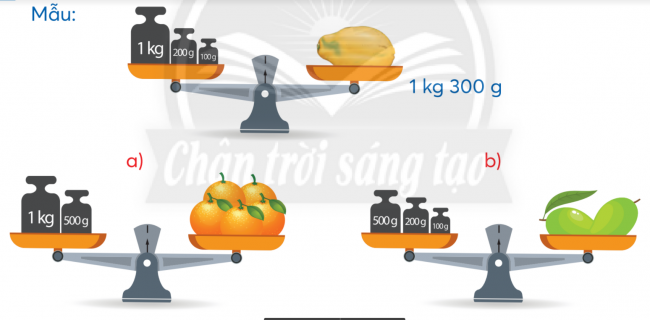 Mẫu:
1 kg
200 g
100 g
1 kg 300 g
Chân trời sáng tạo
a)
b)
1 kg
500 g
500 g
200 g
100 g